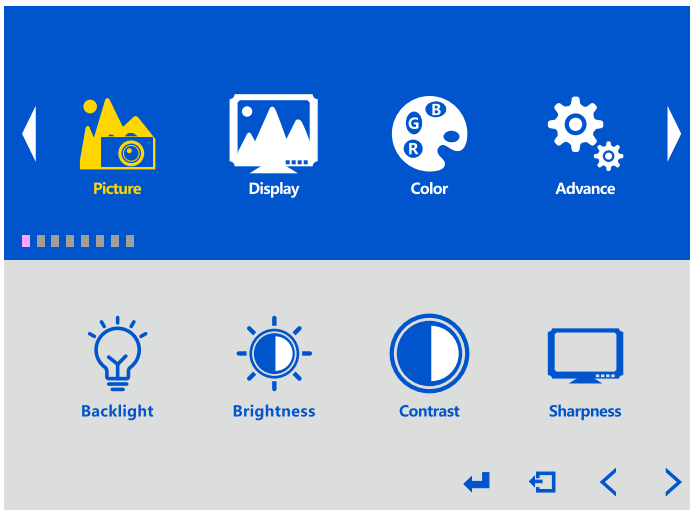 B
G
R
Picture Display Color Advance
Backlight Brightness Contrast Sharpness